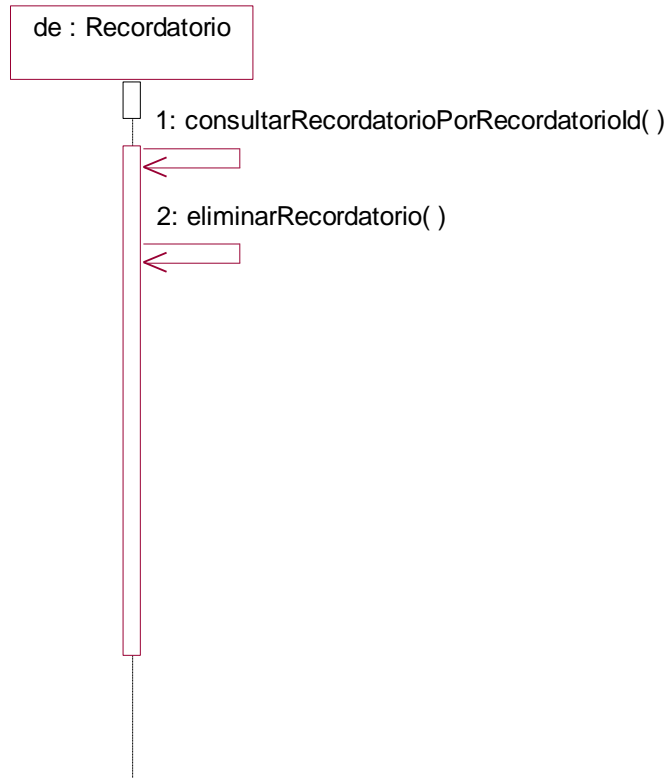 de : Recordatorio
1: consultarRecordatorioPorRecordatorioId( )
2: eliminarRecordatorio( )